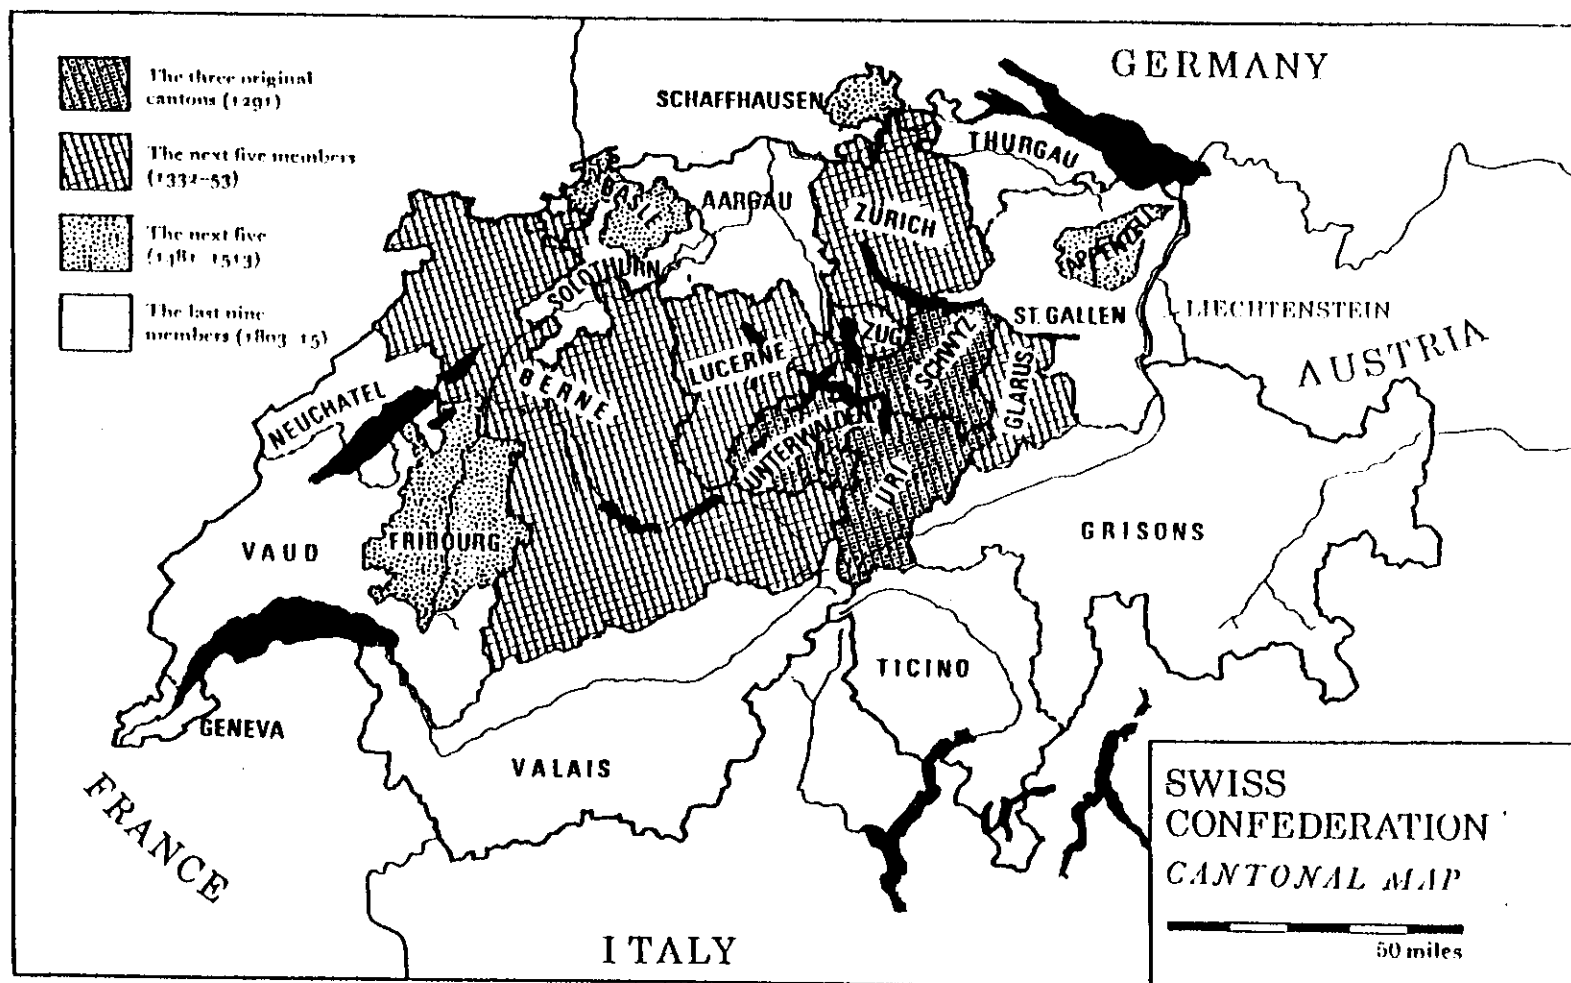 The three original
cantons (1291)
The next five members
(1332–53)
The next five
(1481–1513)
The last nine
members (1803–15)
GERMANY
SCHAFFHAUSEN
THURGAU
BASLE
AARGAU
ZURICH
APPENZELL
SOLOTHURN
ST. GALLEN
LIECHTENSTEIN
ZUG
SCHWYZ
AUSTRIA
LUCERNE
BERNE
GLARUS
NEUCHATEL
UNTERWALDEN
URI
VAUD
FRIBOURG
GRISONS
TICINO
GENEVA
VALAIS
FRANCE
ITALY
SWISS
CONFEDERATION
CANTONAL MAP
50 miles